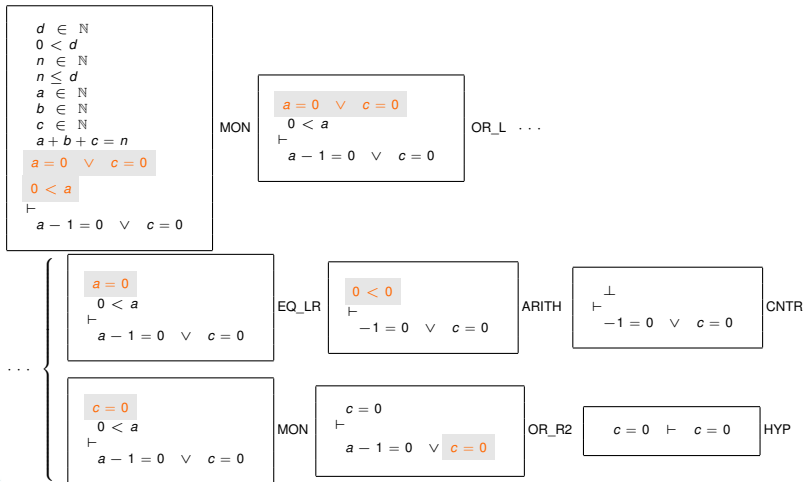 d ∈ ℕ
0 < d
n ∈ ℕ
n ≤ d
a ∈ ℕ
b ∈ ℕ
c ∈ ℕ
a + b + c = n
a = 0 ∨ c = 0
0 < a
⊢
a − 1 = 0 ∨ c = 0
MON
a = 0 ∨ c = 0
0 < a
⊢
a − 1 = 0 ∨ c = 0
OR_L ···
··· {
a = 0
0 < a
⊢
a − 1 = 0 ∨ c = 0
EQ_LR
0 < 0
⊢
−1 = 0 ∨ c = 0
ARITH
⊥
⊢
−1 = 0 ∨ c = 0
CNTR
c = 0
0 < a
⊢
a − 1 = 0 ∨ c = 0
MON
c = 0
⊢
a − 1 = 0 ∨ c = 0
OR_R2
c = 0 ⊢ c = 0
HYP